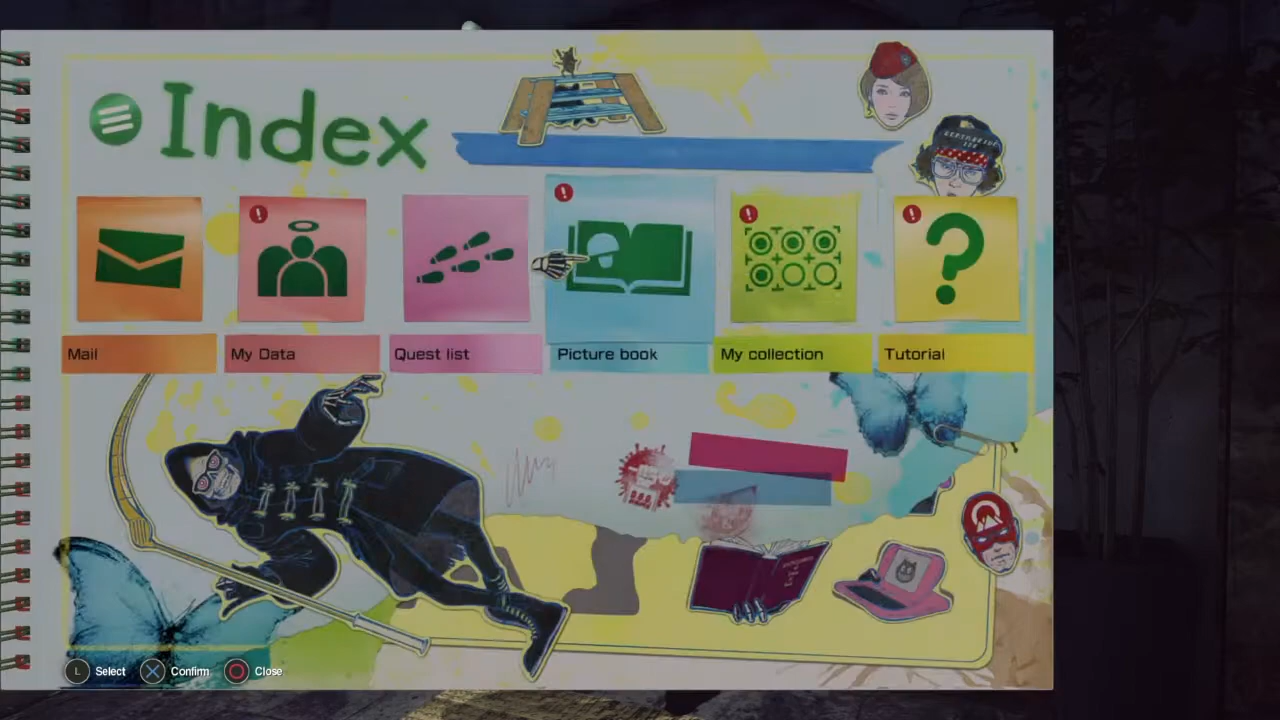 Index
Mail
My Data
Quest list
Picture book
My collection
Tutorial
L Select
Confirm
Close